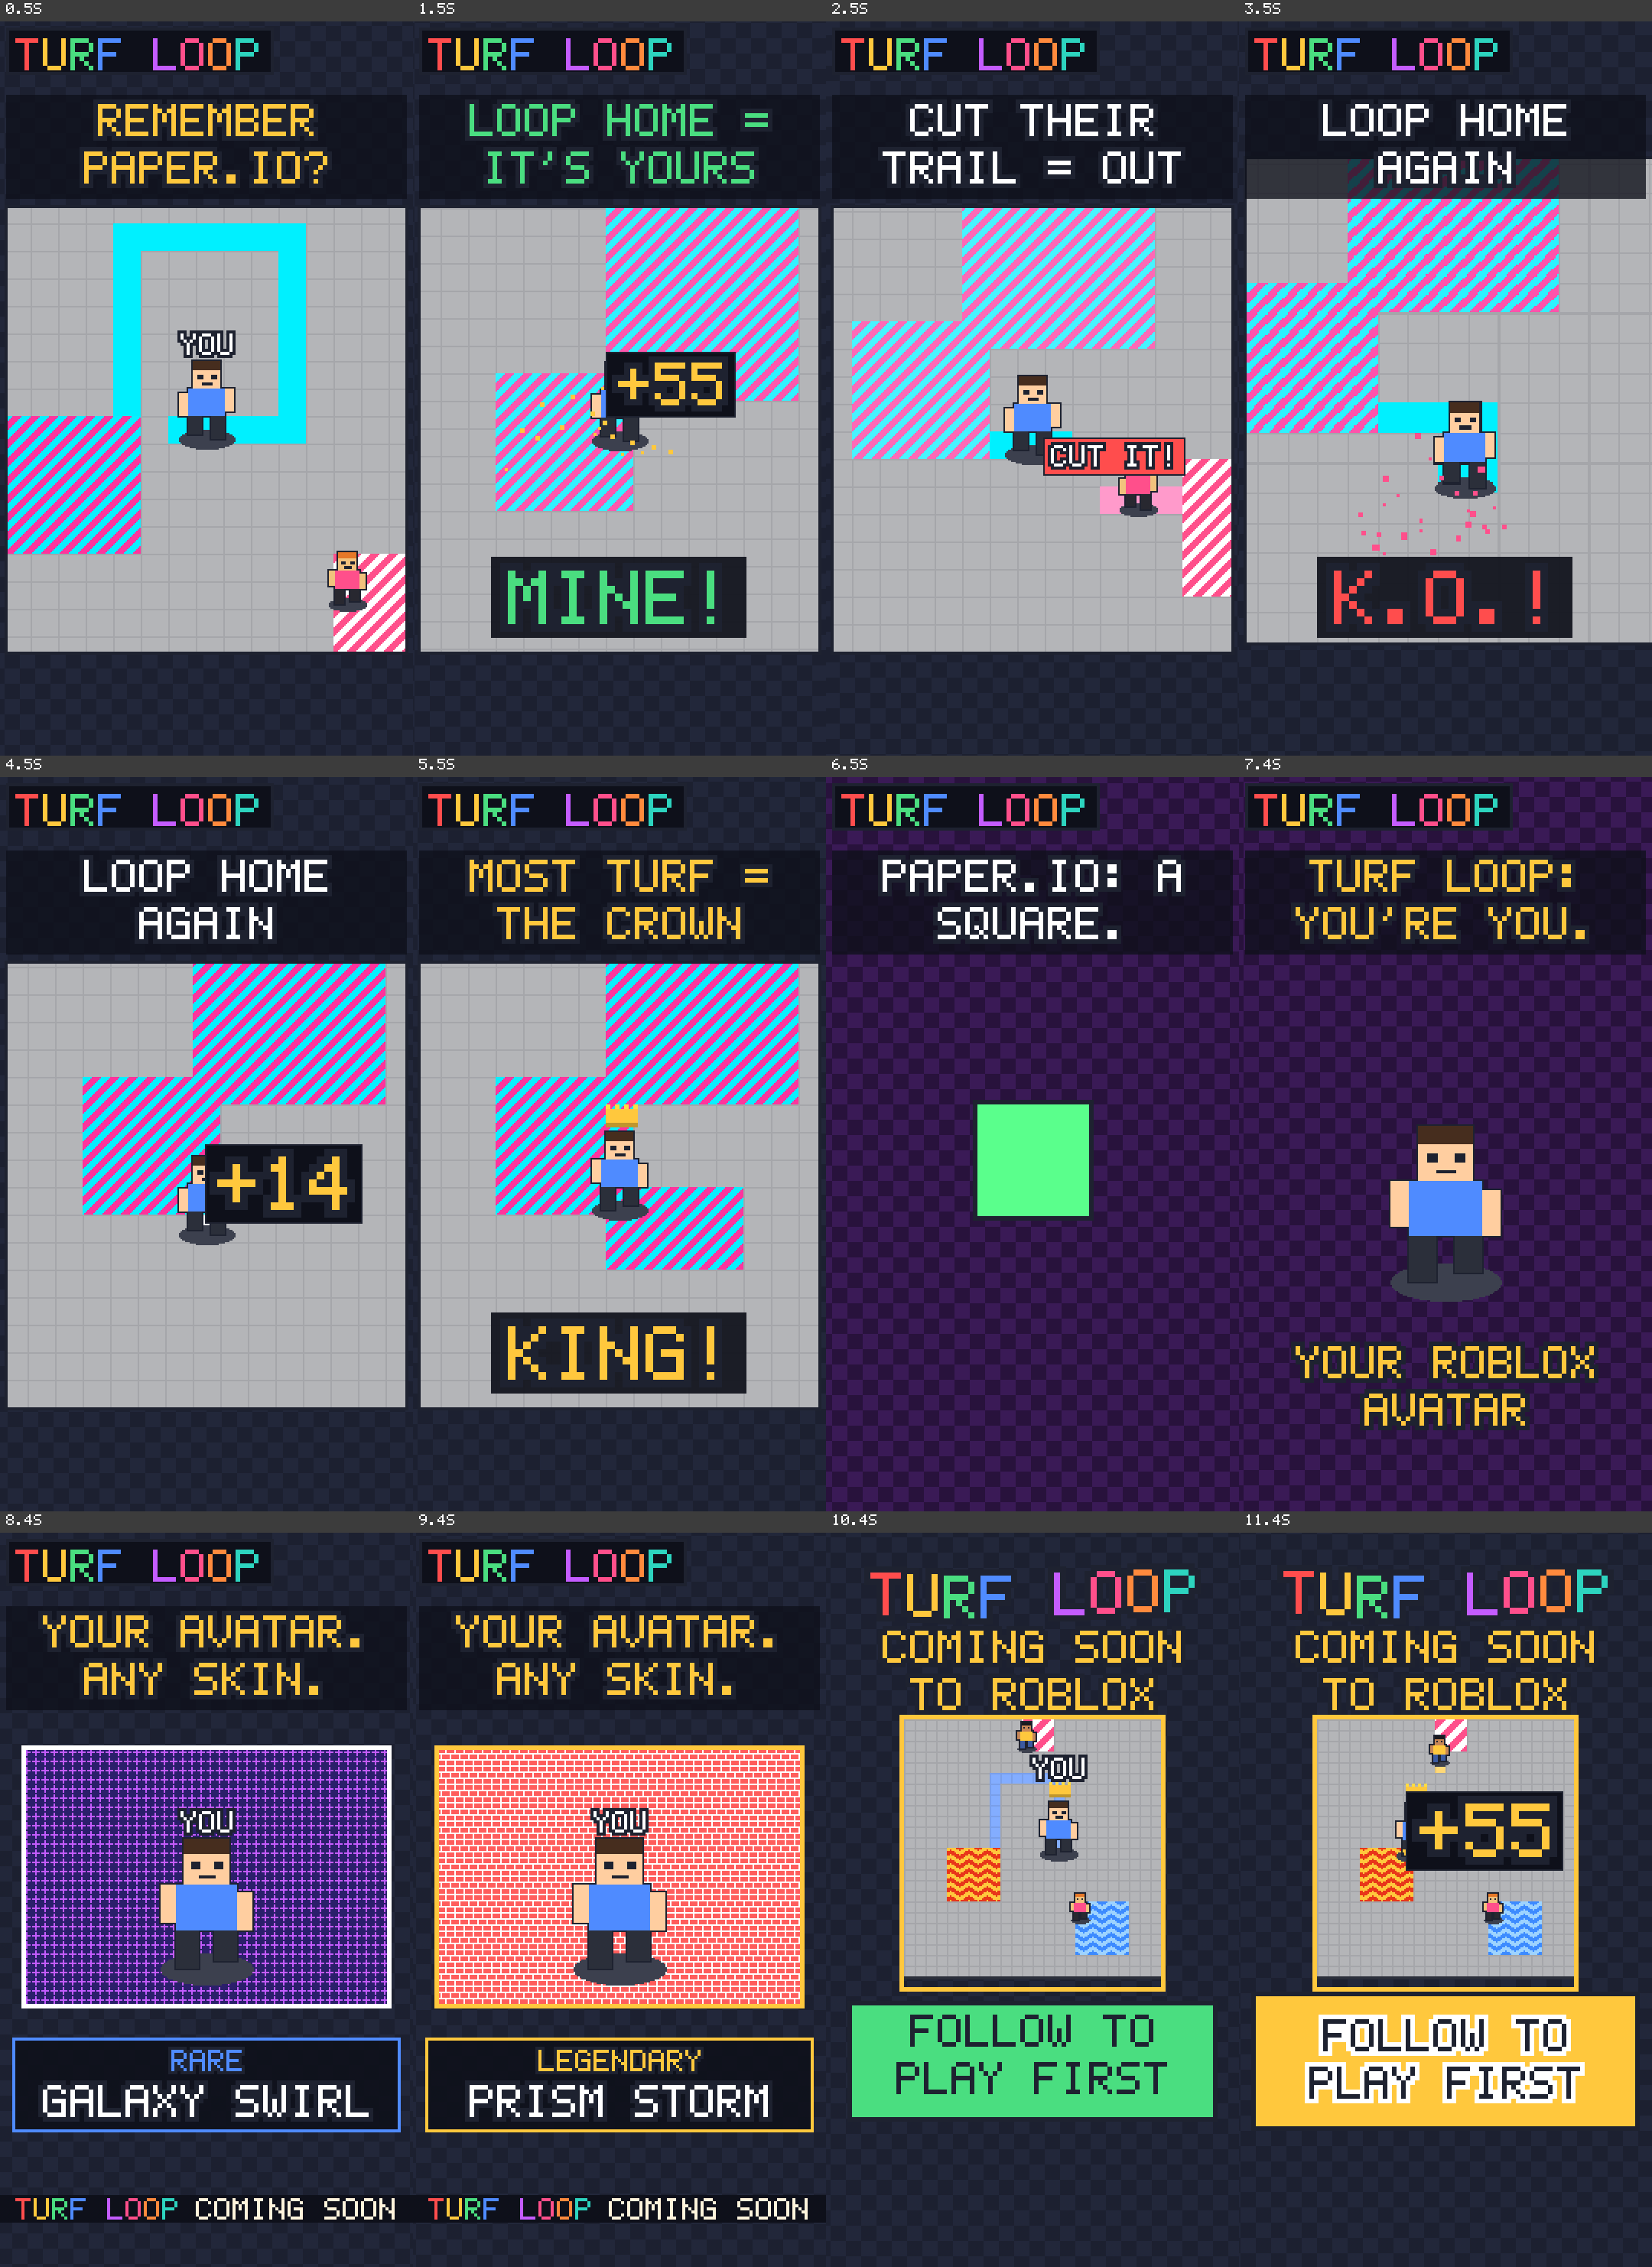 0.5S
TURF LOOP
REMEMBER
PAPER.IO?
YOU
1.5S
TURF LOOP
LOOP HOME =
IT'S YOURS
+55
MINE!
2.5S
TURF LOOP
CUT THEIR
TRAIL = OUT
CUT IT!
3.5S
TURF LOOP
LOOP HOME
AGAIN
K.O.!
4.5S
TURF LOOP
LOOP HOME
AGAIN
+14
5.5S
TURF LOOP
MOST TURF =
THE CROWN
KING!
6.5S
TURF LOOP
PAPER.IO: A
SQUARE.
7.4S
TURF LOOP
TURF LOOP:
YOU'RE YOU.
YOUR ROBLOX
AVATAR
8.4S
TURF LOOP
YOUR AVATAR.
ANY SKIN.
YOU
RARE
GALAXY SWIRL
TURF LOOP COMING SOON
9.4S
TURF LOOP
YOUR AVATAR.
ANY SKIN.
YOU
LEGENDARY
PRISM STORM
TURF LOOP COMING SOON
10.4S
TURF LOOP
COMING SOON
TO ROBLOX
YOU
FOLLOW TO
PLAY FIRST
11.4S
TURF LOOP
COMING SOON
TO ROBLOX
+55
FOLLOW TO
PLAY FIRST